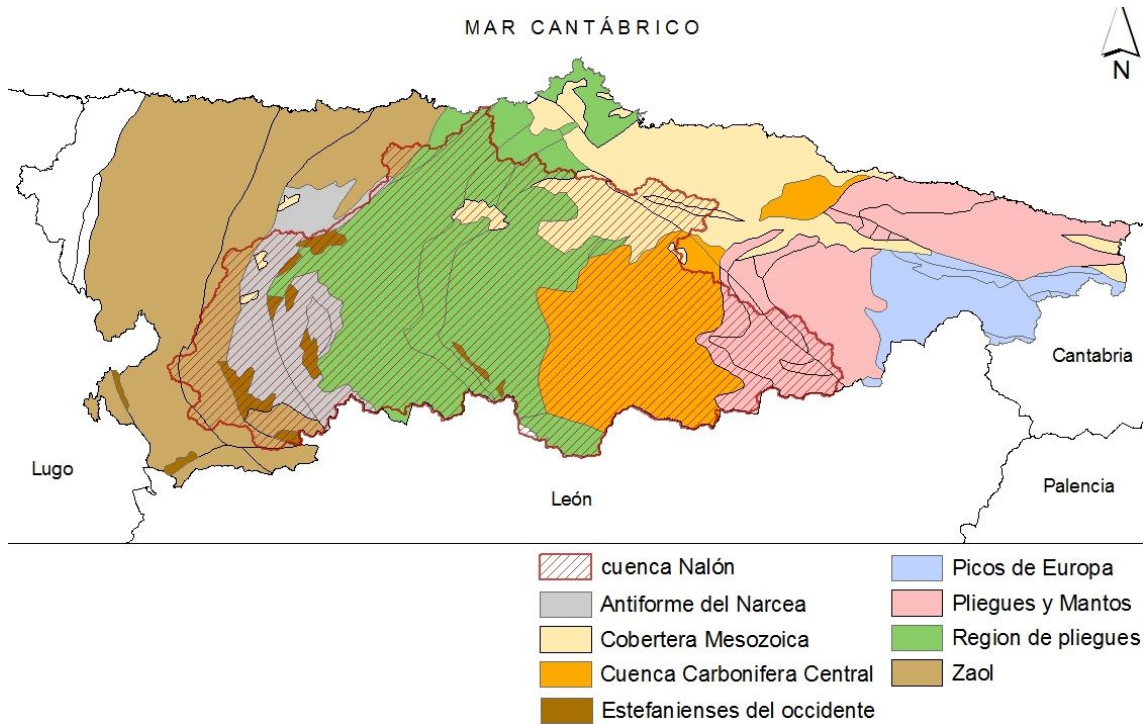 MAR CANTÁBRICO
N
Cantabria
Lugo
León
Palencia
cuenca Nalón
Antiforme del Narcea
Cobertera Mesozoica
Cuenca Carbonifera Central
Estefanienses del occidente
Picos de Europa
Pliegues y Mantos
Region de pliegues
Zaol